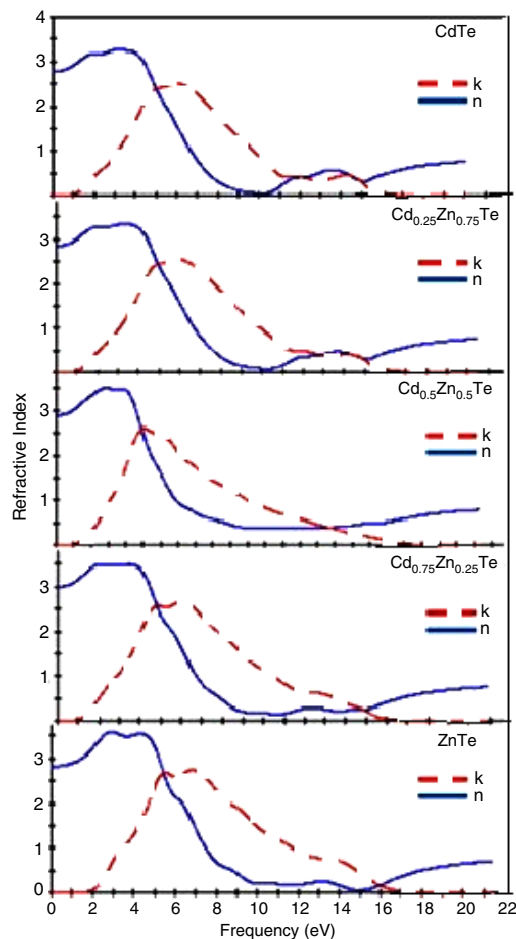 4
CdTe
3
k
n
2
1
Cd0.25Zn0.75Te
3
k
n
2
1
Cd0.5Zn0.5Te
3
k
n
2
1
Cd0.75Zn0.25Te
3
k
n
2
1
ZnTe
3
k
n
2
1
0
0 2 4 6 8 10 12 14 16 18 20 22
Frequency (eV)
Refractive Index